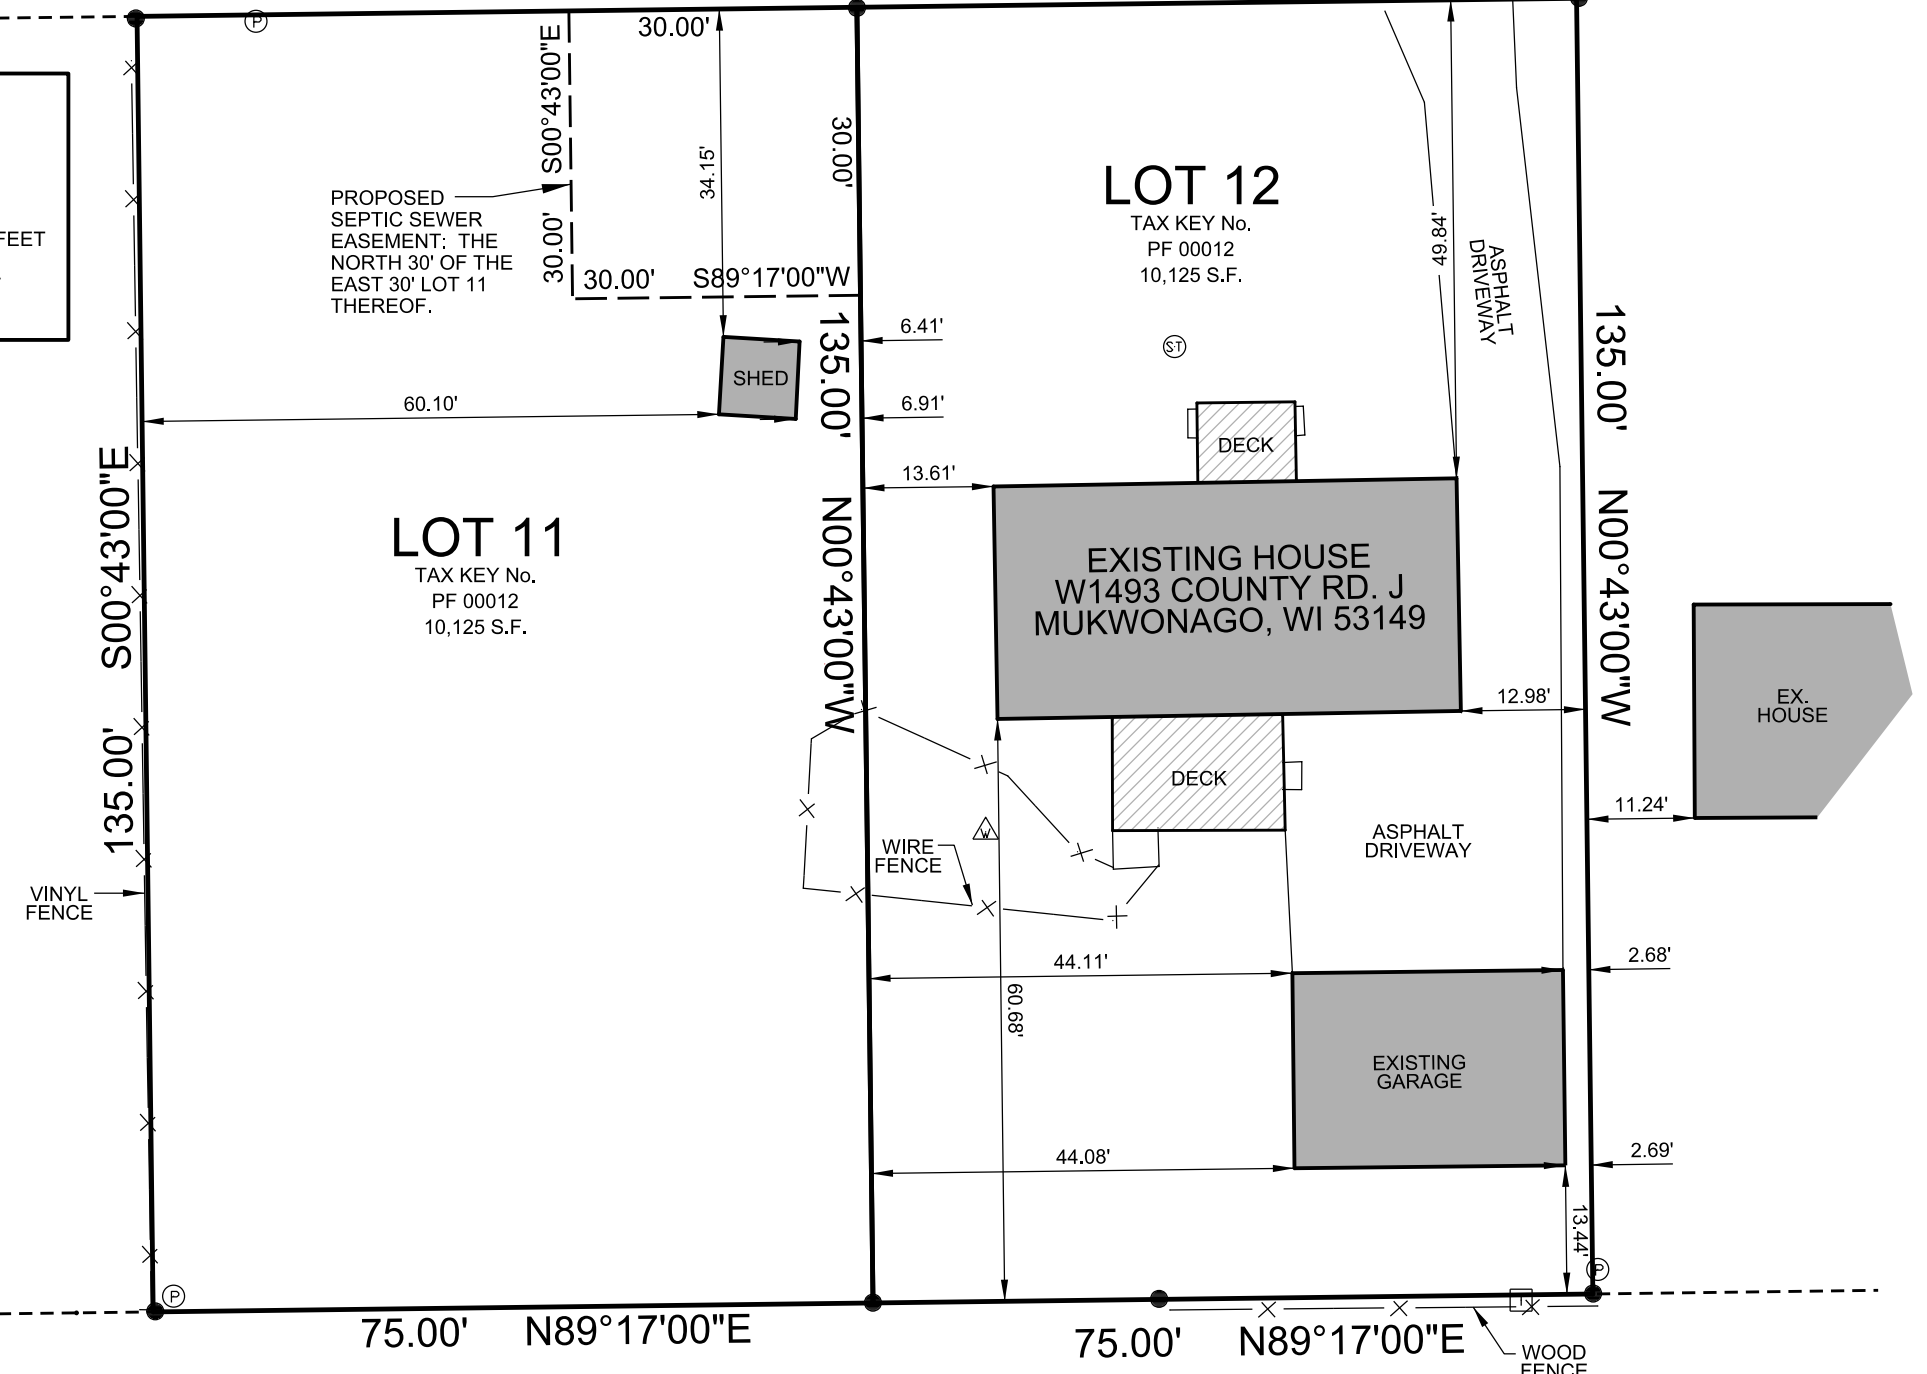 P
30.00'
S00°43'00"E
30.00'
34.15'
30.00'
PROPOSED
SEPTIC SEWER
EASEMENT: THE
NORTH 30' OF THE
EAST 30' LOT 11
THEREOF.
30.00' S89°17'00"W
FEET
LOT 12
TAX KEY No.
PF 00012
10,125 S.F.
49.84'
ASPHALT
DRIVEWAY
ST
6.41'
6.91'
13.61'
SHED
60.10'
135.00' N00°43'00"W
135.00' N00°43'00"W
DECK
LOT 11
TAX KEY No.
PF 00012
10,125 S.F.
135.00' S00°43'00"E
EXISTING HOUSE
W1493 COUNTY RD. J
MUKWONAGO, WI 53149
12.98'
EX.
HOUSE
11.24'
DECK
W
WIRE
FENCE
ASPHALT
DRIVEWAY
VINYL
FENCE
44.11'
60.68'
2.68'
EXISTING
GARAGE
44.08'
2.69'
13.44'
P
P
T
75.00' N89°17'00"E
75.00' N89°17'00"E
WOOD
FENCE